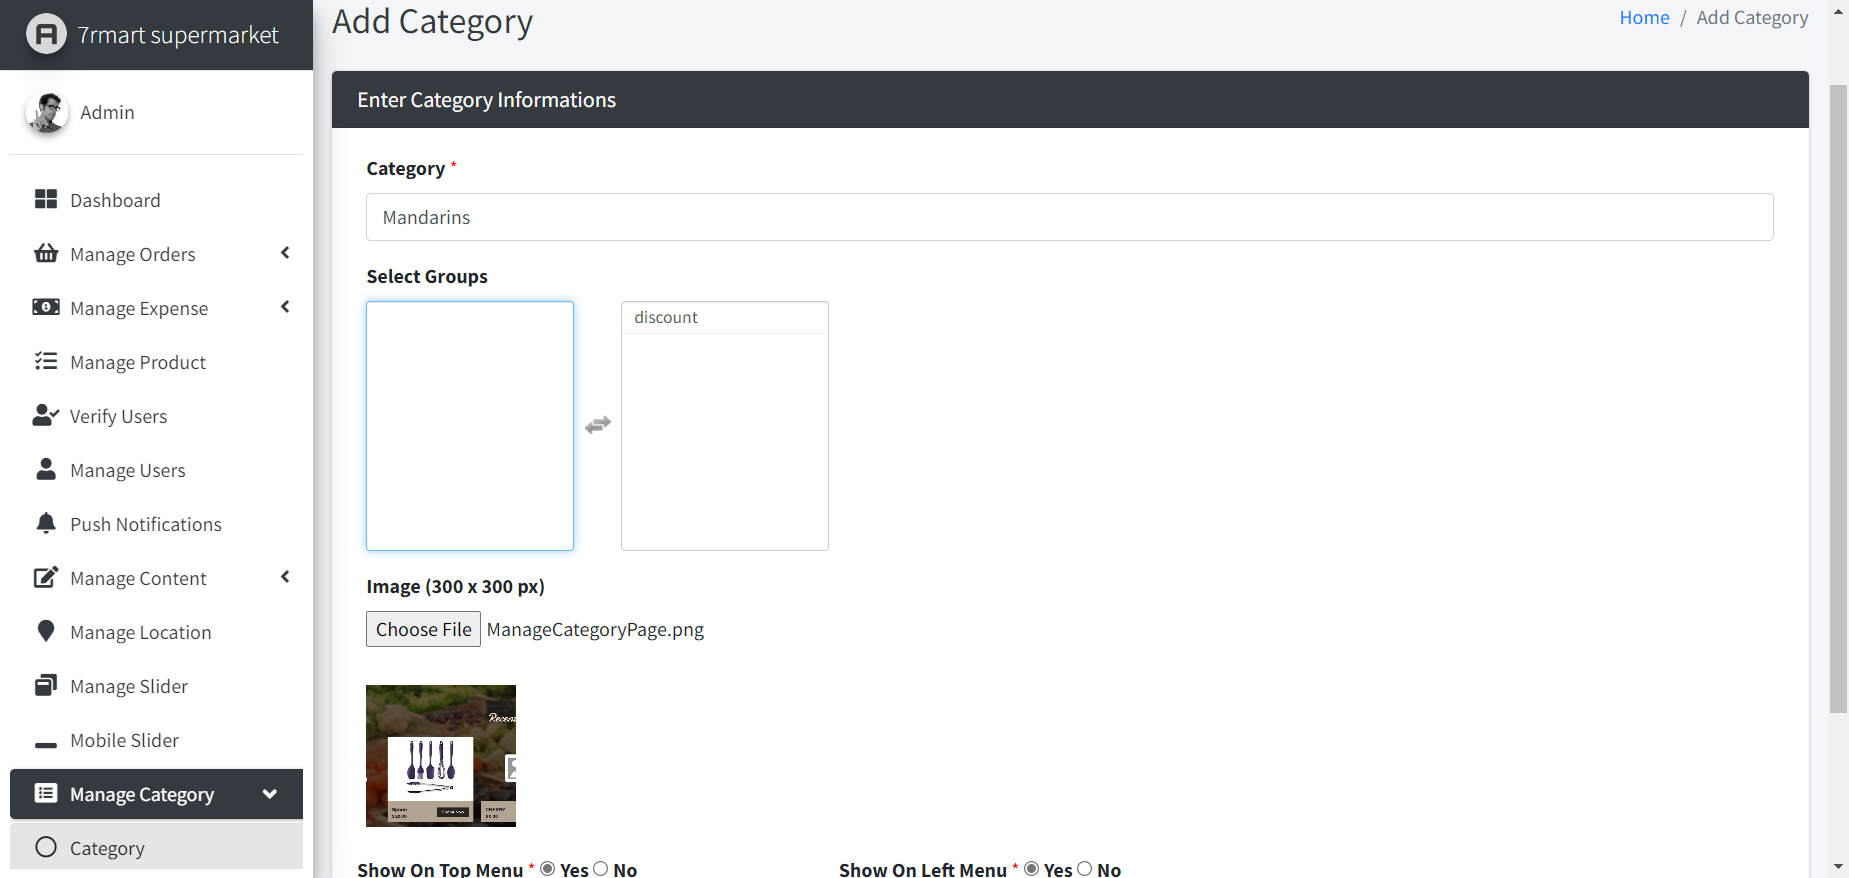 7rmart supermarket
Admin
Dashboard
Manage Orders
Manage Expense
Manage Product
Verify Users
Manage Users
Push Notifications
Manage Content
Manage Location
Manage Slider
Mobile Slider
Manage Category
Category
Add Category
Home / Add Category
Enter Category Informations
Category *
Mandarins
Select Groups
discount
Image (300 x 300 px)
Choose File ManageCategoryPage.png
Show On Top Menu * Yes No
Show On Left Menu * Yes No